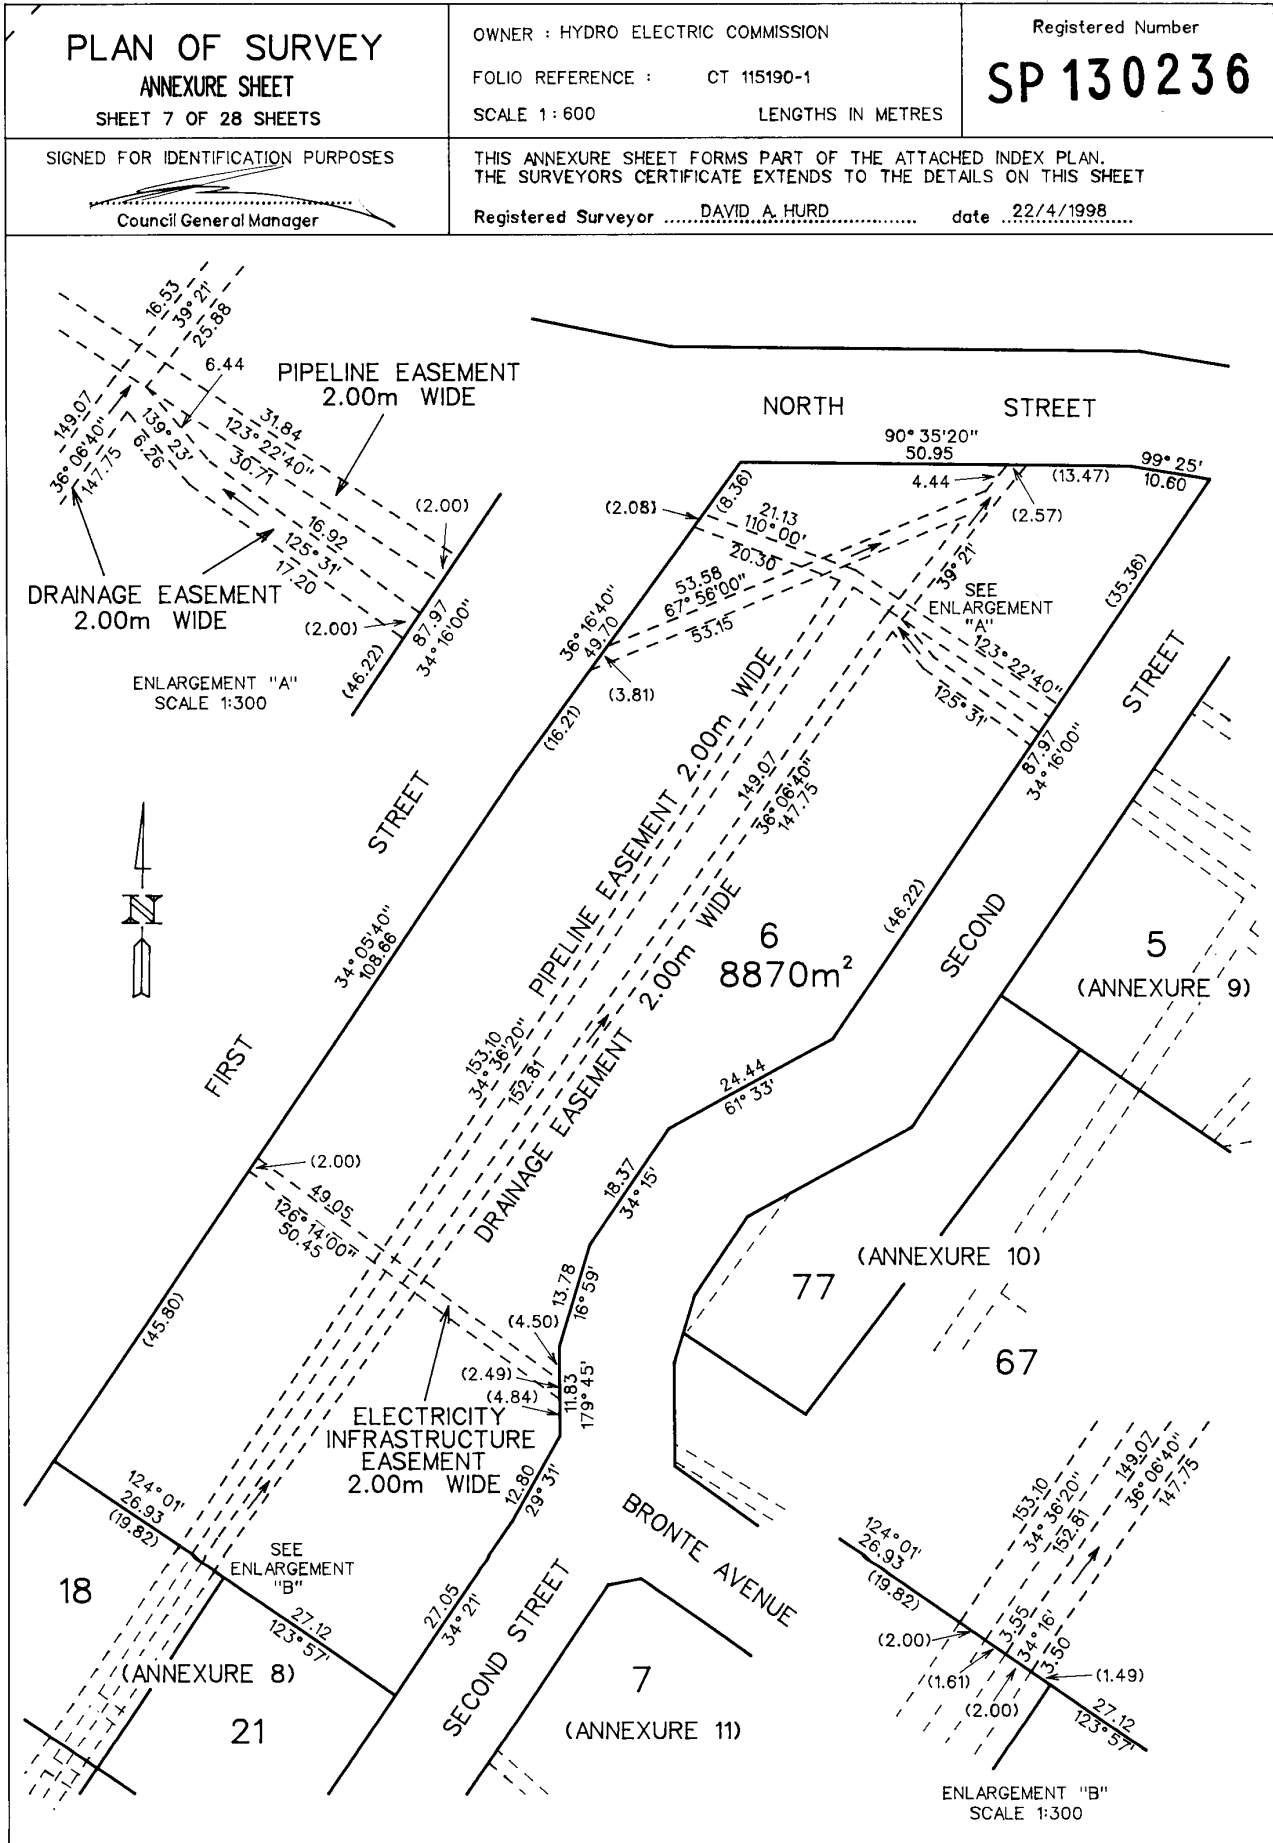 PLAN OF SURVEY
ANNEXURE SHEET
SHEET 7 OF 28 SHEETS
OWNER : HYDRO ELECTRIC COMMISSION
FOLIO REFERENCE : CT 115190-1
SCALE 1 : 600 LENGTHS IN METRES
Registered Number
SP 130236
SIGNED FOR IDENTIFICATION PURPOSES
Council General Manager
THIS ANNEXURE SHEET FORMS PART OF THE ATTACHED INDEX PLAN.
THE SURVEYORS CERTIFICATE EXTENDS TO THE DETAILS ON THIS SHEET
Registered Surveyor DAVID A. HURD date 22/4/1998
16.53
39° 21'
25.88
6.44
PIPELINE EASEMENT
2.00m WIDE
149.07
36° 06'40"
147.75
139° 23'
6.26
31.84
123° 22'40"
30.71
(2.00)
16.92
125° 31'
17.20
DRAINAGE EASEMENT
2.00m WIDE
(2.00)
87.97
34° 16'00"
(46.22)
ENLARGEMENT "A"
SCALE 1:300
NORTH STREET
90° 35'20"
50.95
99° 25'
10.60
4.44
(13.47)
(2.57)
(8.36)
(2.08)
21.13
110° 00'
20.30
39° 21'
53.58
67° 56'00"
53.15
36° 16'40"
49.70
(3.81)
(16.21)
SEE
ENLARGEMENT
"A"
(35.36)
123° 22'40"
125° 31'
87.97
34° 16'00"
STREET
149.07
36° 06'40"
147.75
PIPELINE EASEMENT 2.00m WIDE
STREET
N
34° 05'40"
108.66
(46.22)
SECOND
6
8870m²
5
(ANNEXURE 9)
DRAINAGE EASEMENT 2.00m WIDE
153.10
34° 36'20"
152.81
FIRST
24.44
61° 33'
(2.00)
49.05
126° 14'00"
50.45
18.37
34° 15'
(ANNEXURE 10)
77
13.78
16° 59'
(45.80)
(4.50)
(2.49)
(4.84)
11.83
179° 45'
67
ELECTRICITY
INFRASTRUCTURE
EASEMENT
2.00m WIDE
12.80
29° 31'
124° 01'
26.93
(19.82)
BRONTE AVENUE
SEE
ENLARGEMENT
"B"
18
27.12
123° 57'
27.05
34° 21'
SECOND STREET
(ANNEXURE 8)
21
7
(ANNEXURE 11)
153.10
34° 36'20"
152.81
149.07
36° 06'40"
147.75
124° 01'
26.93
(19.82)
(2.00)
3.55
34° 16'
3.50
(1.61)
(2.00)
(1.49)
27.12
123° 57'
ENLARGEMENT "B"
SCALE 1:300